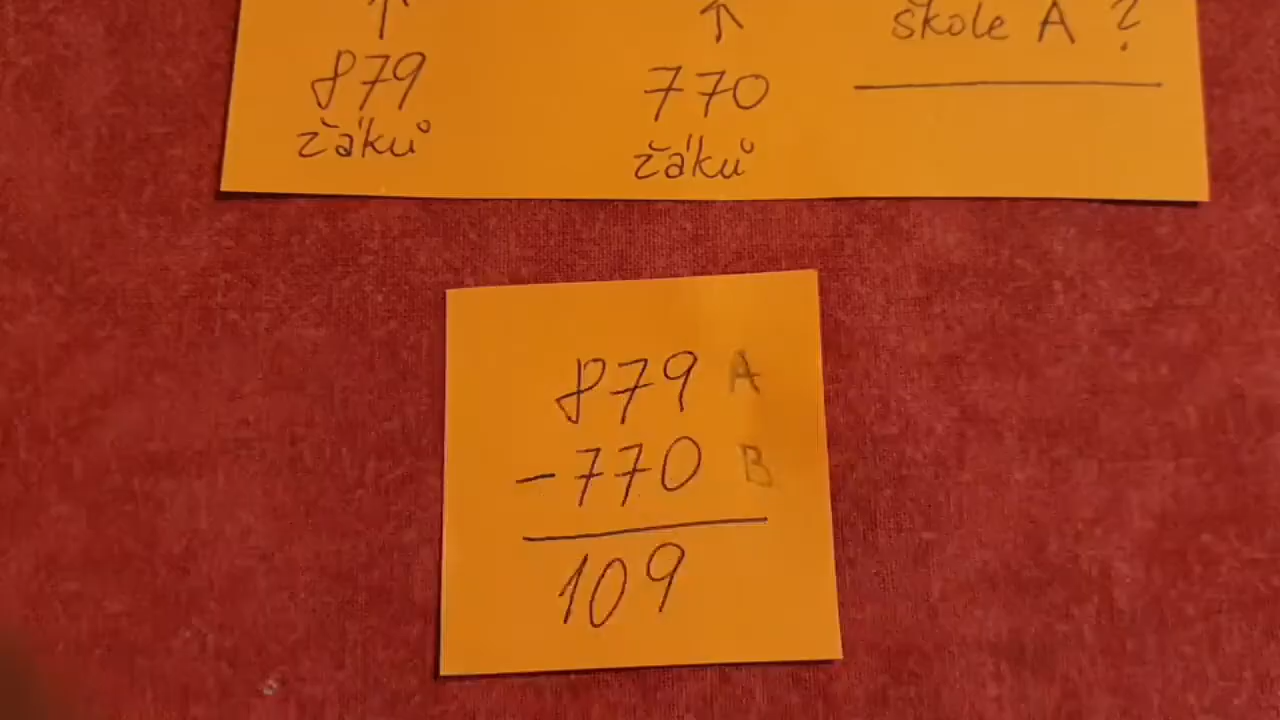 ↑ ↑ škole A ?
879 770
žáků žáků
879 A
-770 B
109